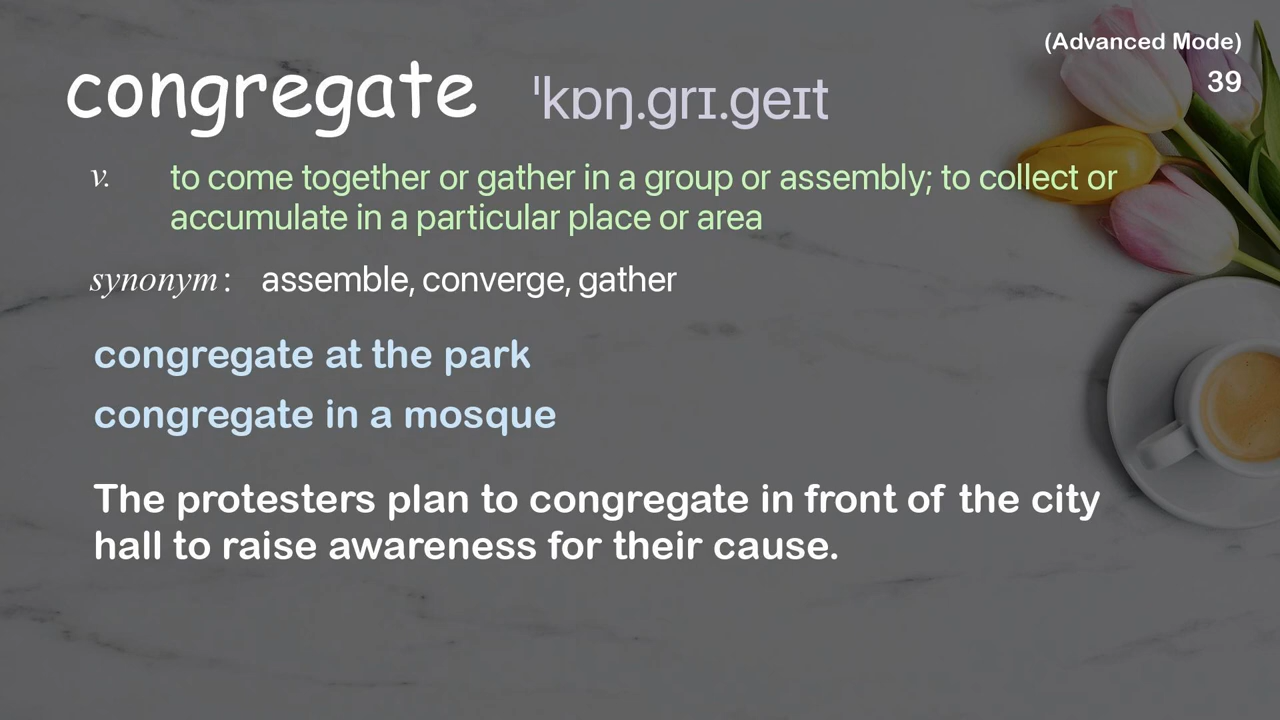 (Advanced Mode)
39
congregate ˈkɒŋ.grɪ.geɪt
v. to come together or gather in a group or assembly; to collect or
accumulate in a particular place or area
synonym : assemble, converge, gather
congregate at the park
congregate in a mosque
The protesters plan to congregate in front of the city
hall to raise awareness for their cause.